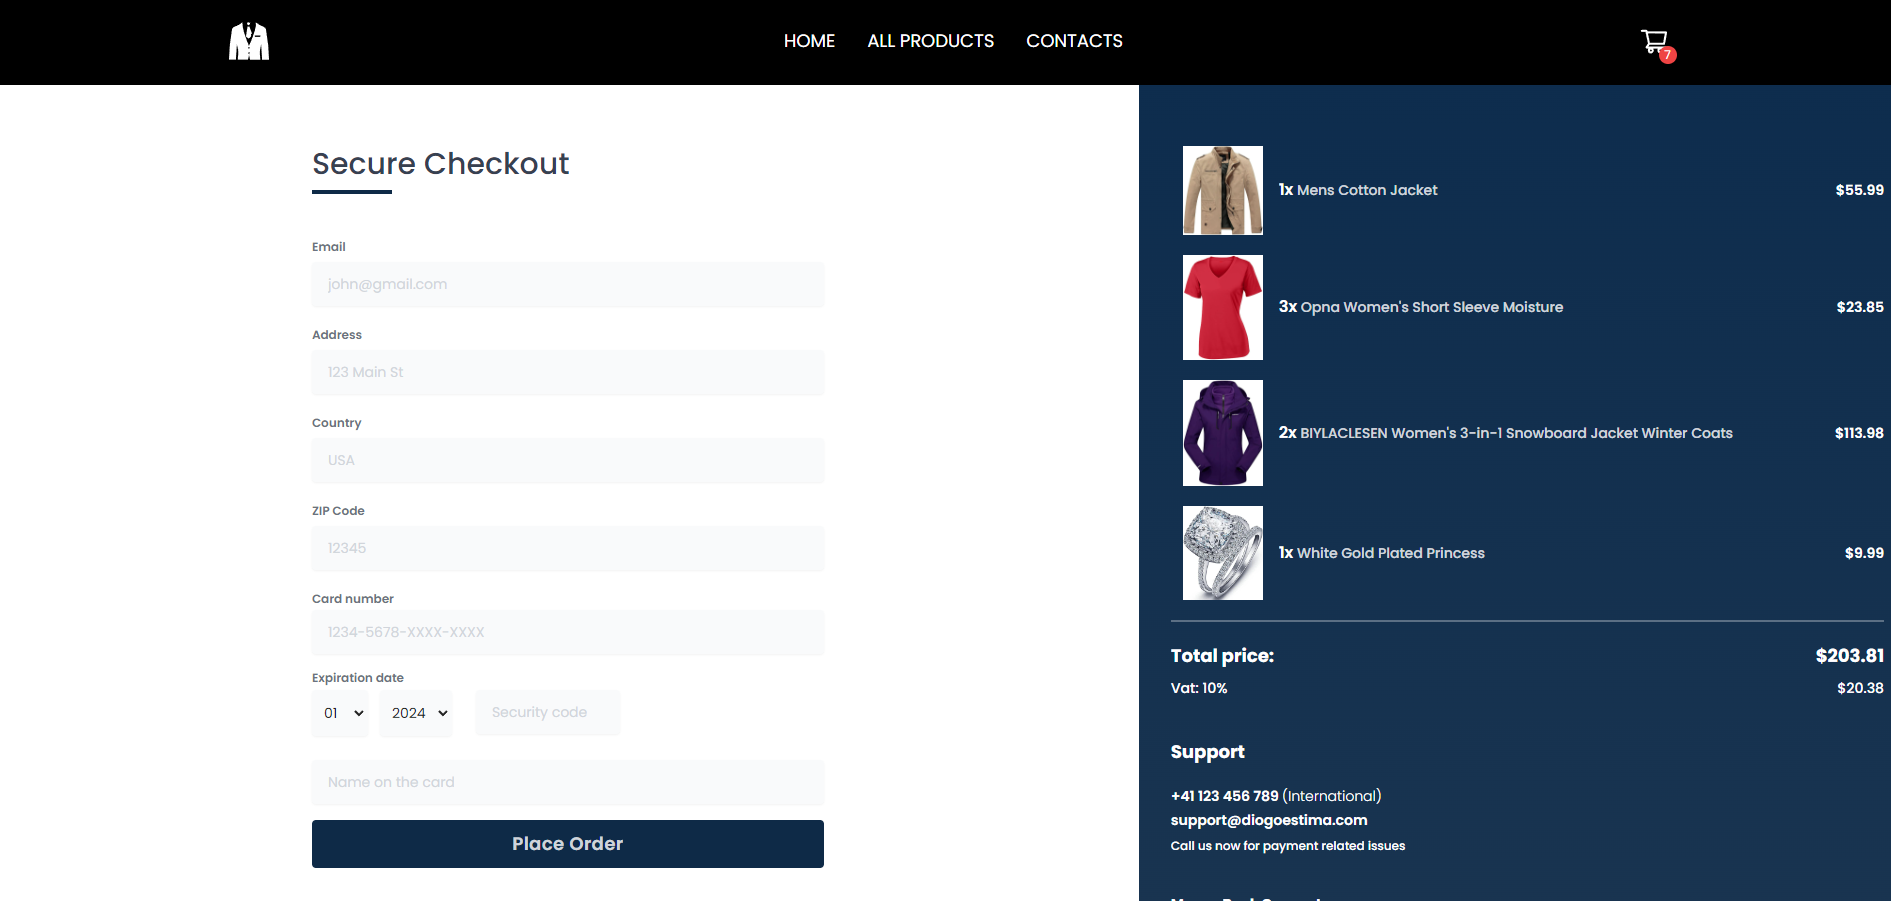 HOME ALL PRODUCTS CONTACTS
7
Secure Checkout
Email
john@gmail.com
Address
123 Main St
Country
USA
ZIP Code
12345
Card number
1234-5678-XXXX-XXXX
Expiration date
01 2024 Security code
Name on the card
Place Order
1x Mens Cotton Jacket $55.99
3x Opna Women's Short Sleeve Moisture $23.85
2x BIYLACLESEN Women's 3-in-1 Snowboard Jacket Winter Coats $113.98
1x White Gold Plated Princess $9.99
Total price: $203.81
Vat: 10% $20.38
Support
+41 123 456 789 (International)
support@diogoestima.com
Call us now for payment related issues